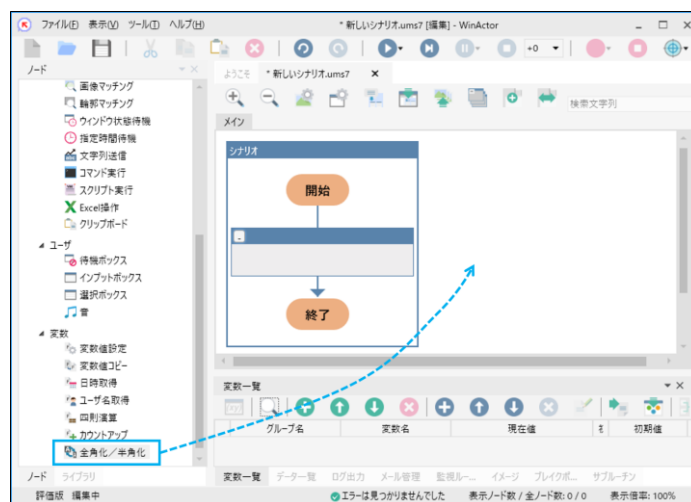 ファイル(F) 表示(V) ツール(T) ヘルプ(H)
* 新しいシナリオ.ums7 [編集] - WinActor
+0
ノード
画像マッチング
輪郭マッチング
ウィンドウ状態待機
指定時間待機
文字列送信
コマンド実行
スクリプト実行
Excel操作
クリップボード
ユーザ
待機ボックス
インプットボックス
選択ボックス
音
変数
変数値設定
変数値コピー
日時取得
ユーザ名取得
四則演算
カウントアップ
全角化/半角化
ノード ライブラリ
ようこそ * 新しいシナリオ.ums7
検索文字列
メイン
シナリオ
開始
終了
変数一覧
グループ名 変数名 現在値 初期値
変数一覧 データ一覧 ログ出力 メール管理 監視ルー... イメージ ブレイクポ... サブルーチン
評価版 編集中 エラーは見つかりませんでした 表示ノード数 / 全ノード数: 0 / 0 表示倍率: 100%